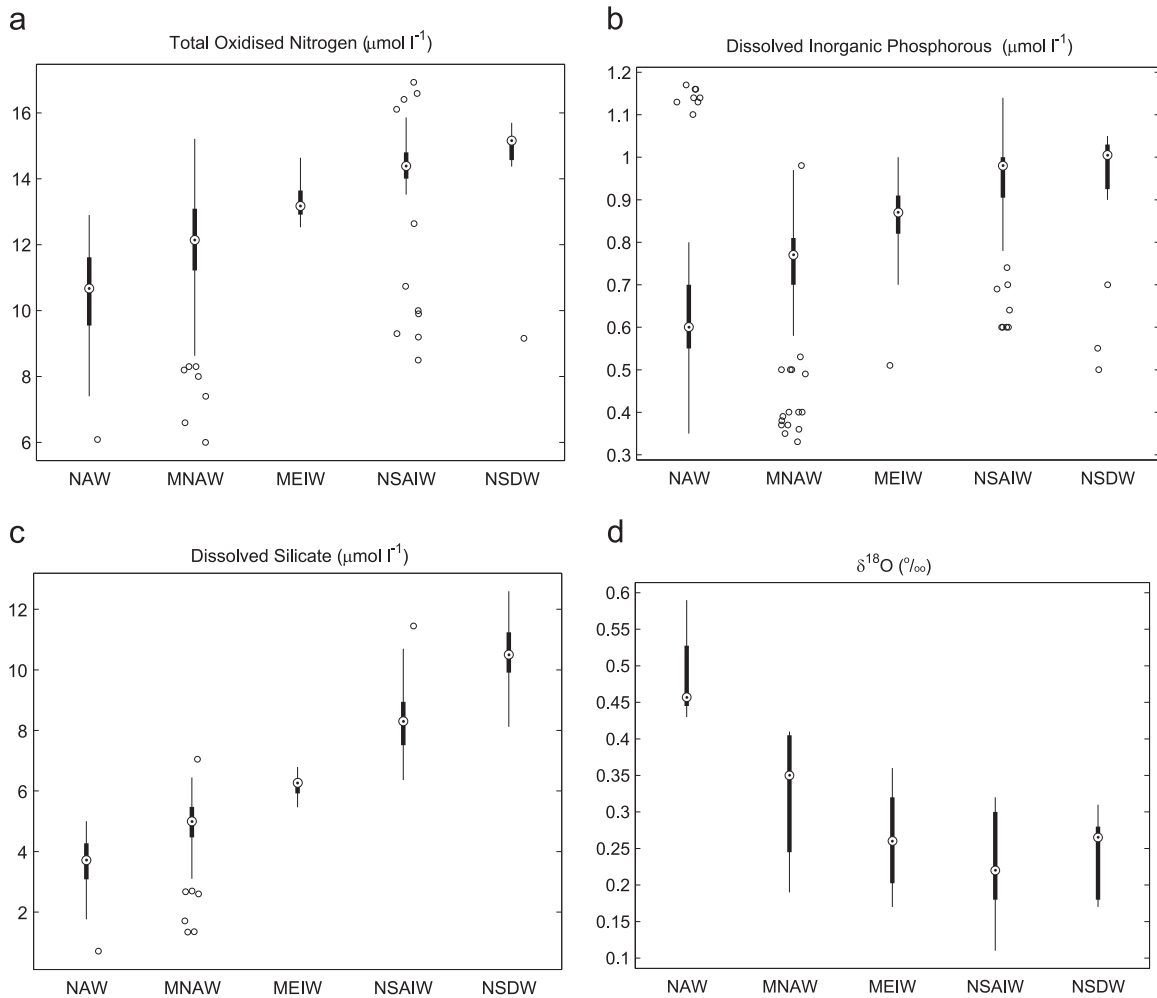 a
Total Oxidised Nitrogen (μmol l⁻¹)
16
14
12
10
8
6
NAW MNAW MEIW NSAIW NSDW
b
Dissolved Inorganic Phosphorous (μmol l⁻¹)
1.2
1.1
1
0.9
0.8
0.7
0.6
0.5
0.4
0.3
NAW MNAW MEIW NSAIW NSDW
c
Dissolved Silicate (μmol l⁻¹)
12
10
8
6
4
2
NAW MNAW MEIW NSAIW NSDW
d
δ¹⁸O (°/₀₀)
0.6
0.55
0.5
0.45
0.4
0.35
0.3
0.25
0.2
0.15
0.1
NAW MNAW MEIW NSAIW NSDW